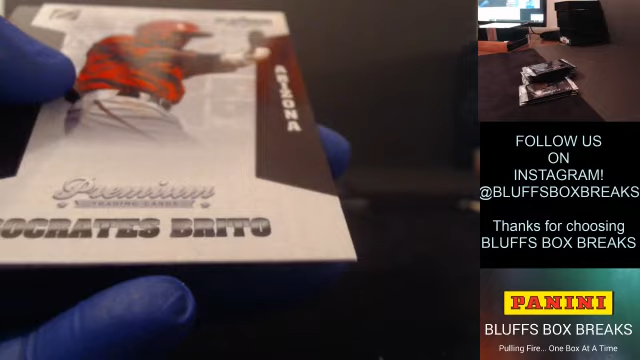 ARIZONA
Premium
TRADING CARDS
SOCRATES BRITO
FOLLOW US
ON
INSTAGRAM!
@BLUFFSBOXBREAKS
Thanks for choosing
BLUFFS BOX BREAKS
PANINI
BLUFFS BOX BREAKS
Pulling Fire... One Box At A Time